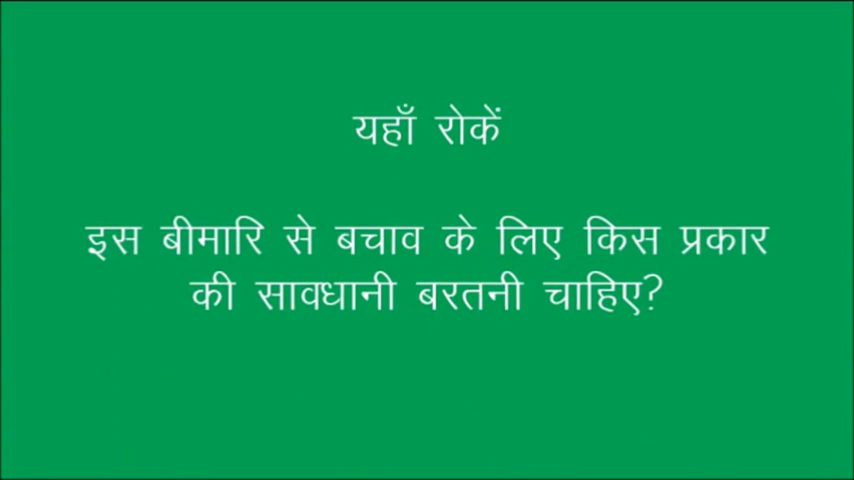 यहाँ रोकें
इस बीमारि से बचाव के लिए किस प्रकार
की सावधानी बरतनी चाहिए?